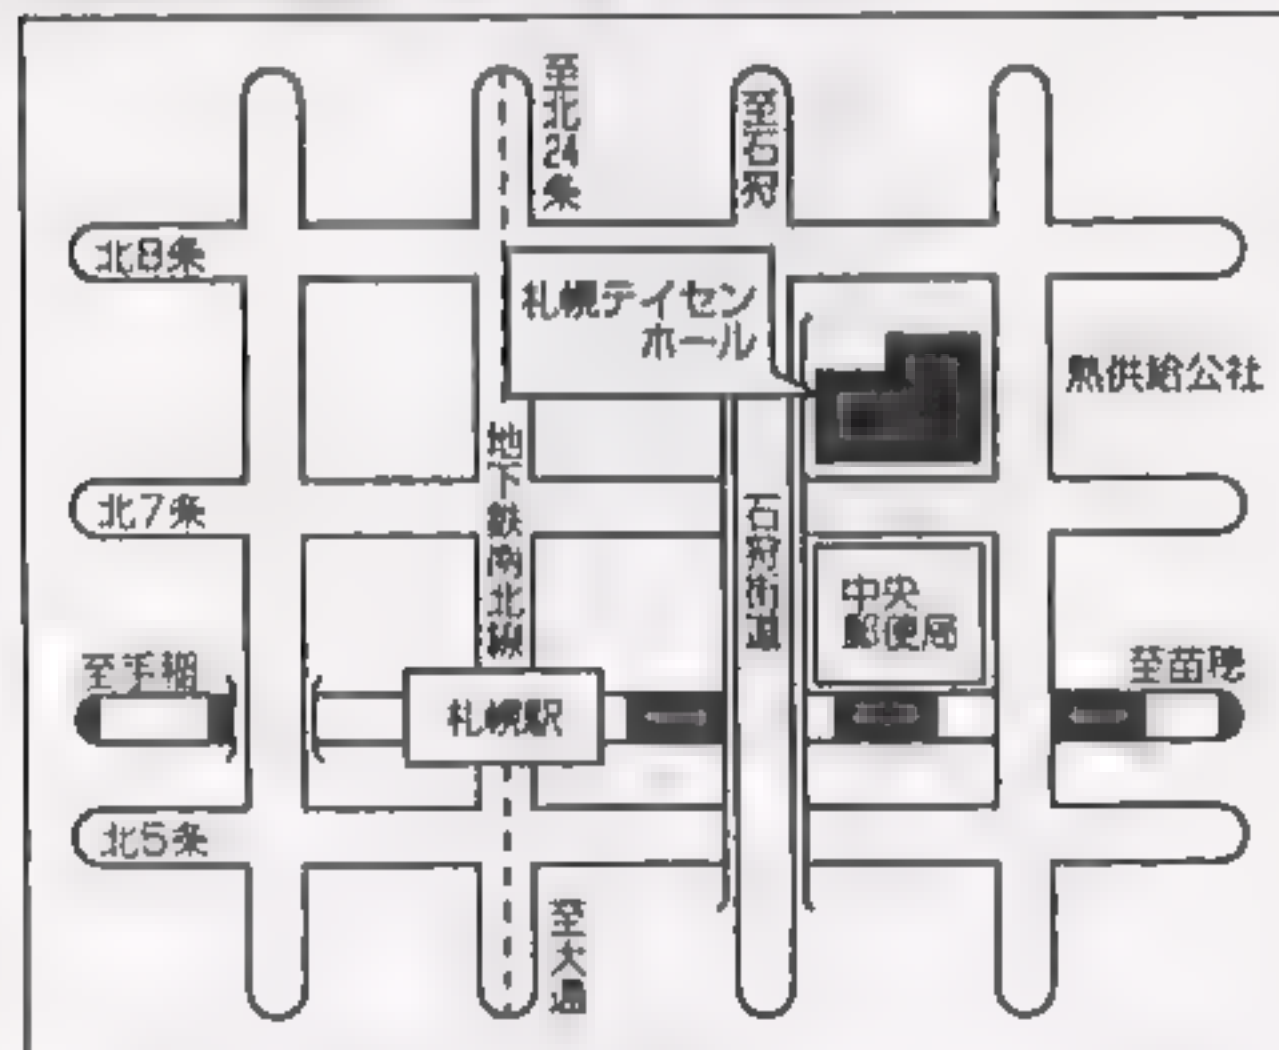 至北24条
至石狩
北8条
札幌テイセン
ホール
熱供給公社
地下鉄南北線
北7条
石狩街道
中央
郵便局
至手稲
札幌駅
至苗穂
北5条
至大通